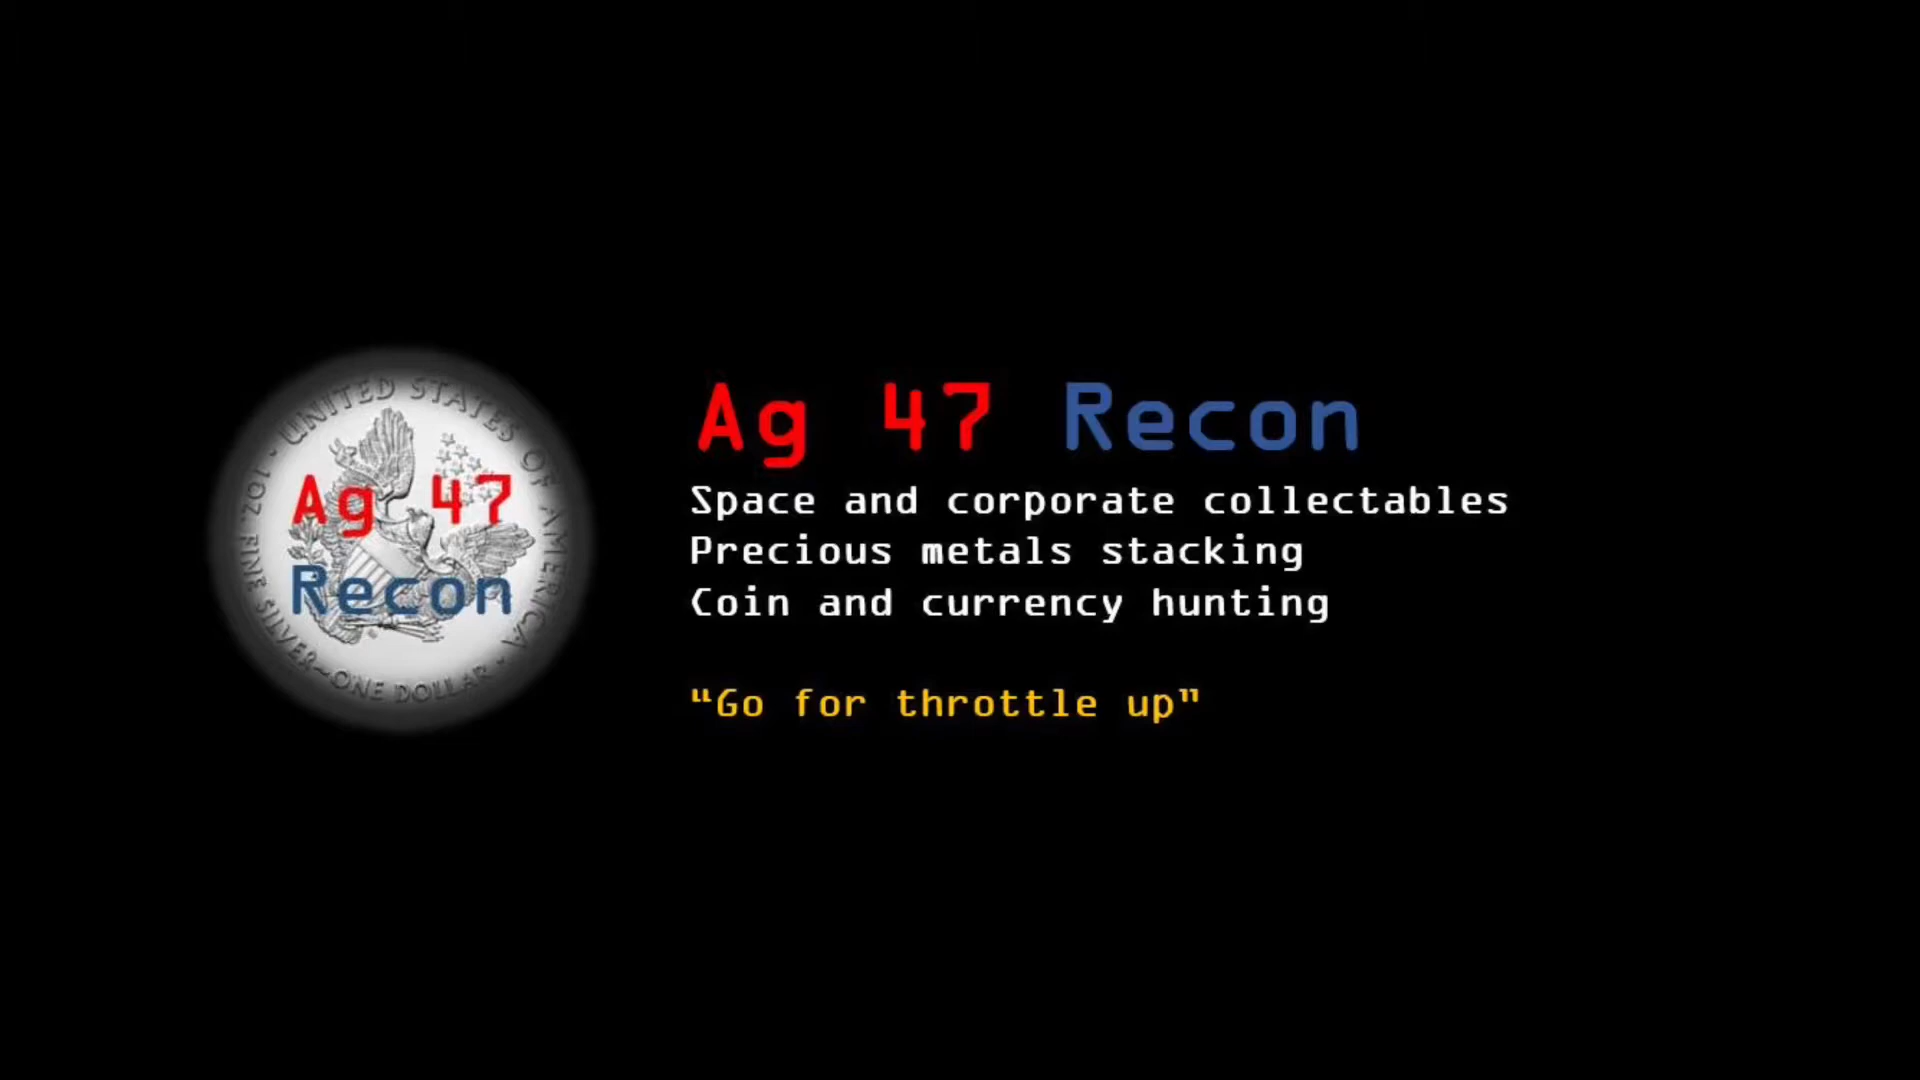 UNITED STATES OF AMERICA
1 OZ. FINE SILVER~ONE DOLLAR
Ag 47
Recon
Ag 47 Recon
Space and corporate collectables
Precious metals stacking
Coin and currency hunting
“Go for throttle up”